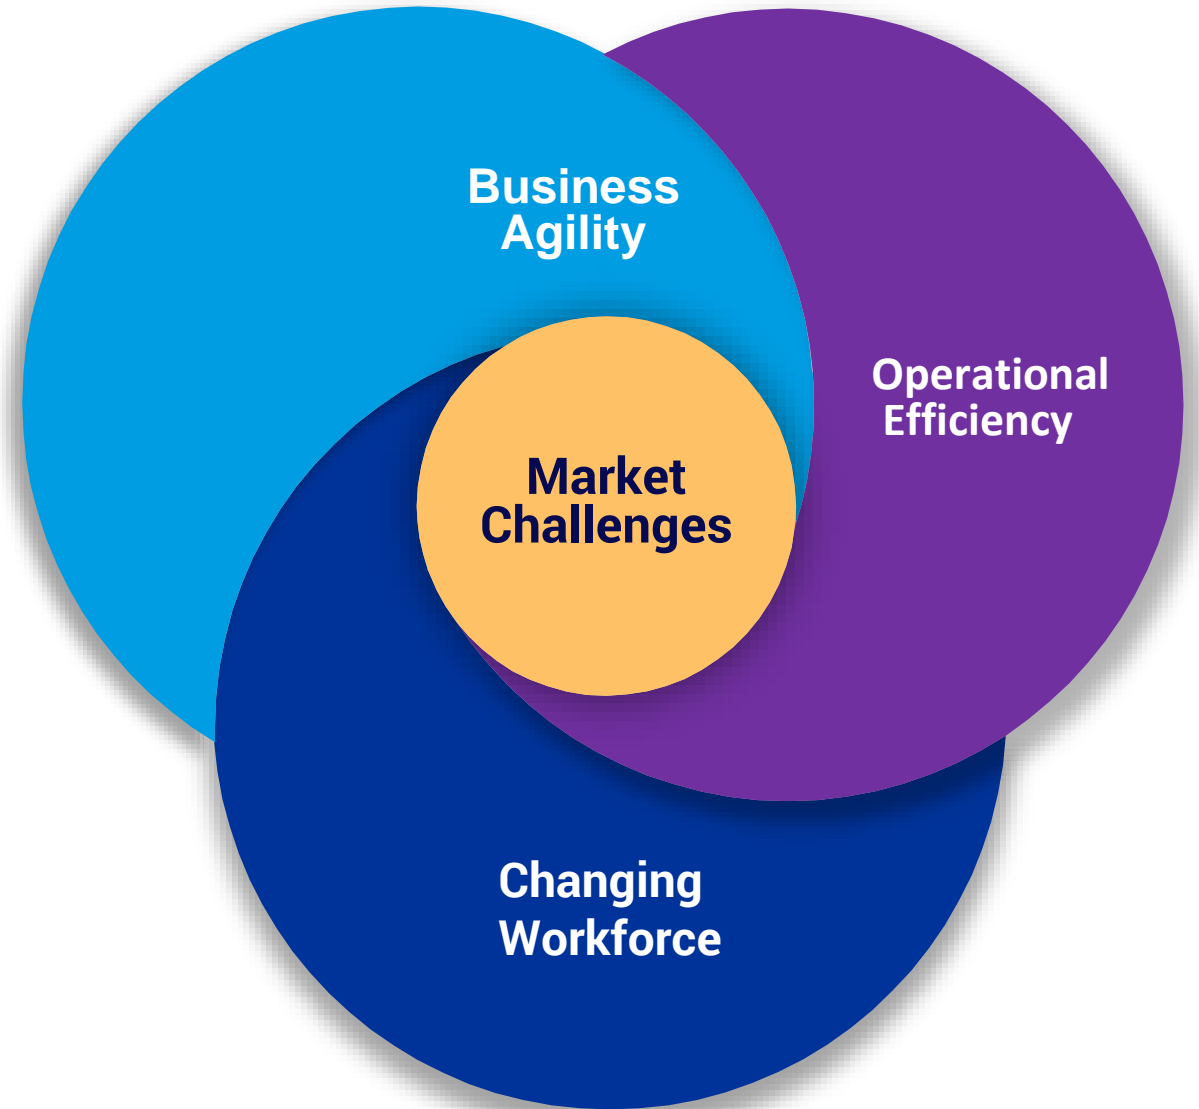 Business
Agility
Operational
Efficiency
Market
Challenges
Changing
Workforce